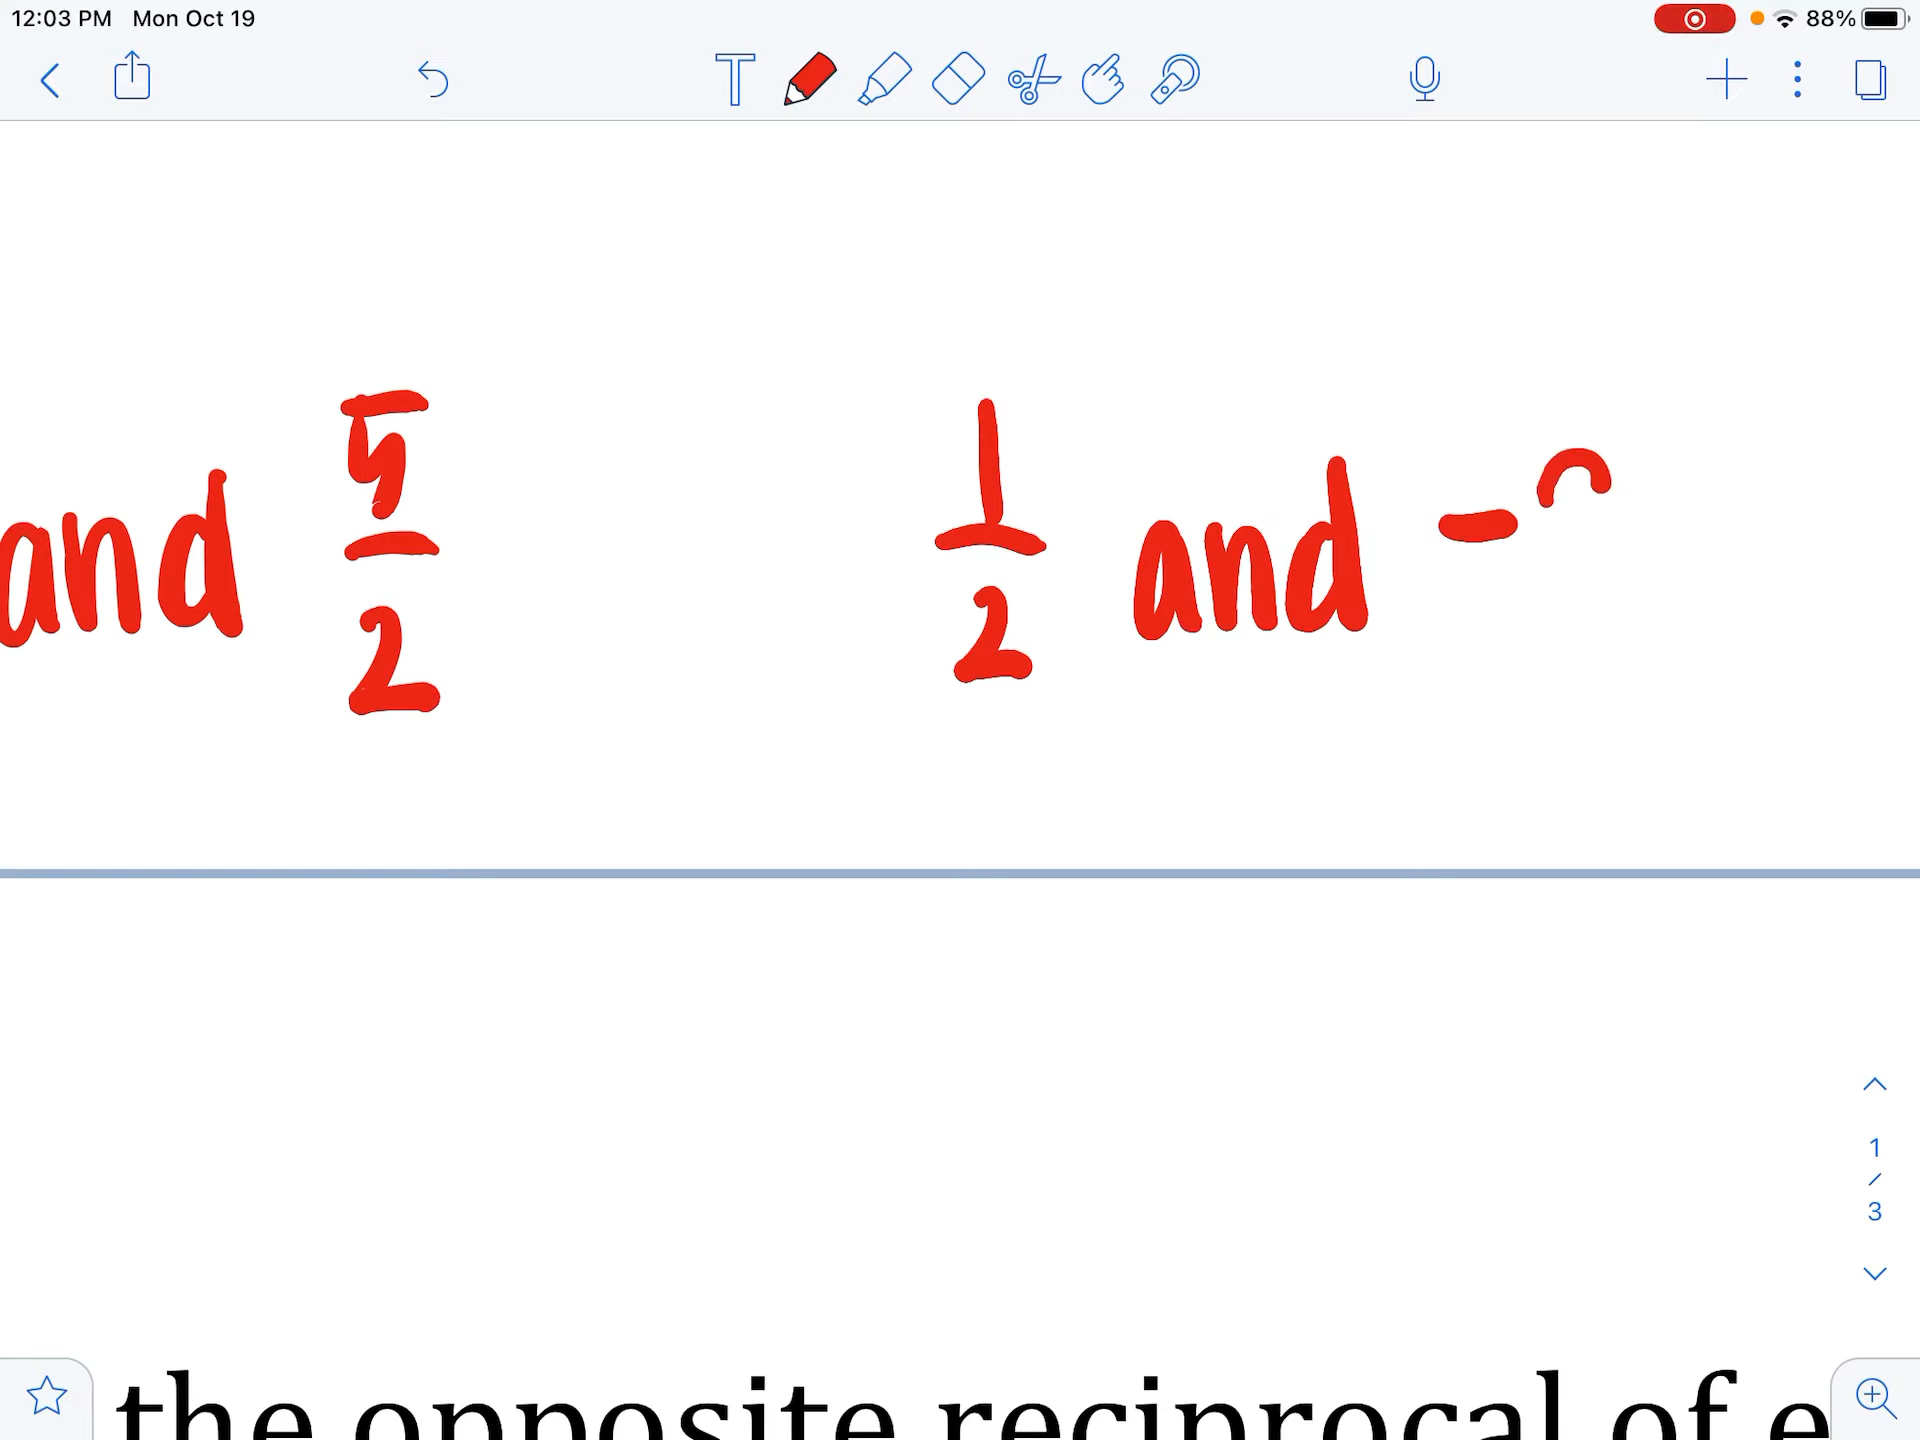 12:03 PM Mon Oct 19 88%
T
and 5/2 1/2 and -
1
/
3
the opposite reciprocal of e